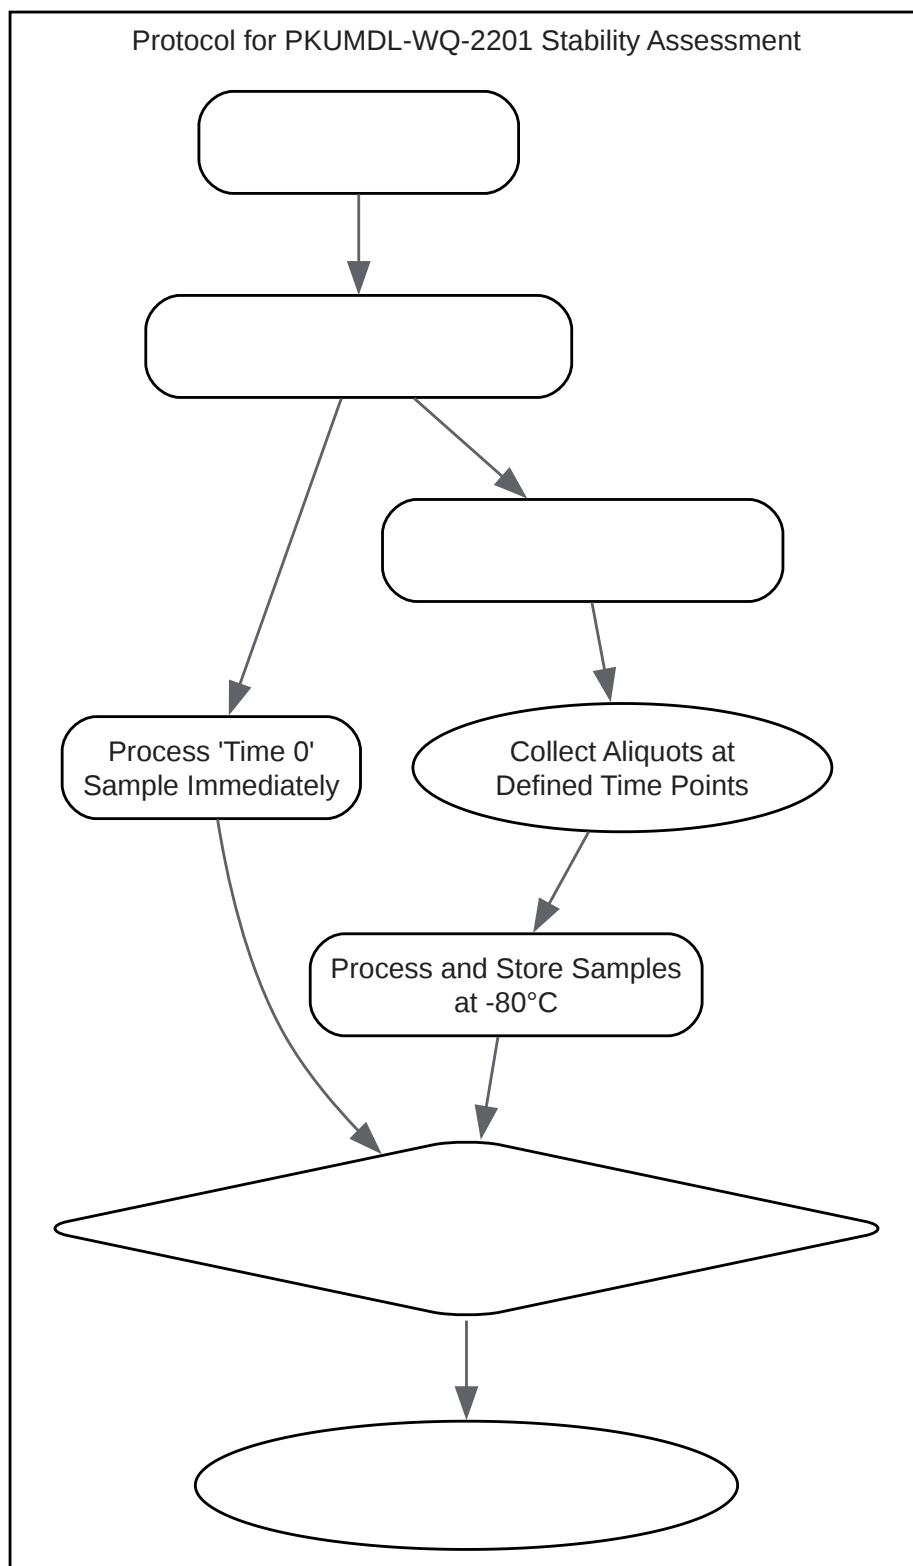 Protocol for PKUMDL-WQ-2201 Stability Assessment
Process 'Time 0'
Sample Immediately
Collect Aliquots at
Defined Time Points
Process and Store Samples
at -80°C